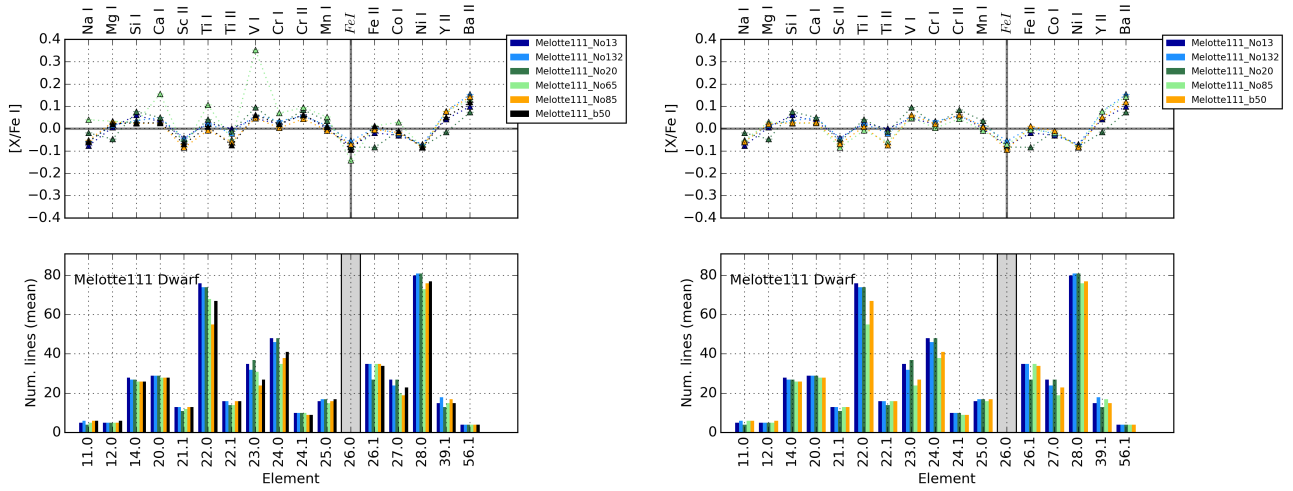 Na I Mg I Si I Ca I Sc II Ti I Ti II V I Cr I Cr II Mn I FeI Fe II Co I Ni I Y II Ba II
0.4
0.3
0.2
0.1
0.0
−0.1
−0.2
−0.3
−0.4
[X/Fe I]
Melotte111_No13
Melotte111_No132
Melotte111_No20
Melotte111_No65
Melotte111_No85
Melotte111_b50
Melotte111 Dwarf
80
60
40
20
0
Num. lines (mean)
11.0 12.0 14.0 20.0 21.1 22.0 22.1 23.0 24.0 24.1 25.0 26.0 26.1 27.0 28.0 39.1 56.1
Element
Na I Mg I Si I Ca I Sc II Ti I Ti II V I Cr I Cr II Mn I FeI Fe II Co I Ni I Y II Ba II
0.4
0.3
0.2
0.1
0.0
−0.1
−0.2
−0.3
−0.4
[X/Fe I]
Melotte111_No13
Melotte111_No132
Melotte111_No20
Melotte111_No85
Melotte111_b50
Melotte111 Dwarf
80
60
40
20
0
Num. lines (mean)
11.0 12.0 14.0 20.0 21.1 22.0 22.1 23.0 24.0 24.1 25.0 26.0 26.1 27.0 28.0 39.1 56.1
Element